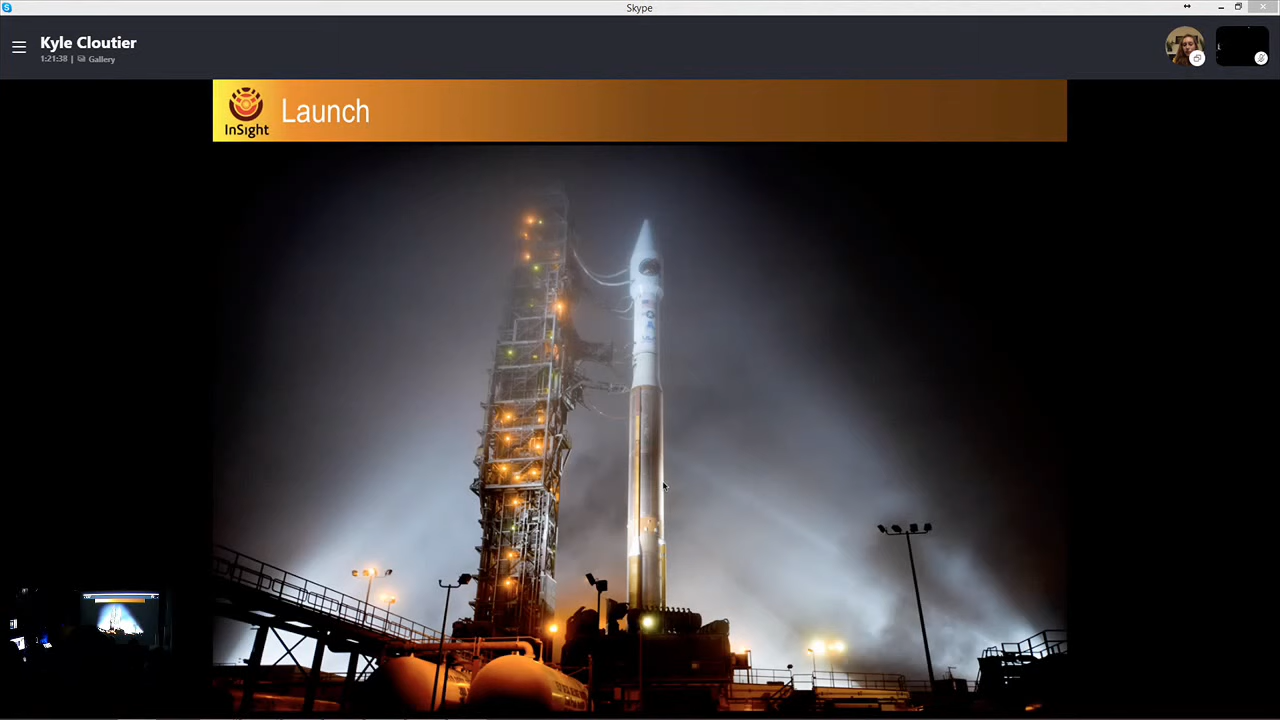 Skype
Kyle Cloutier
1:21:38 | Gallery
InSight
Launch